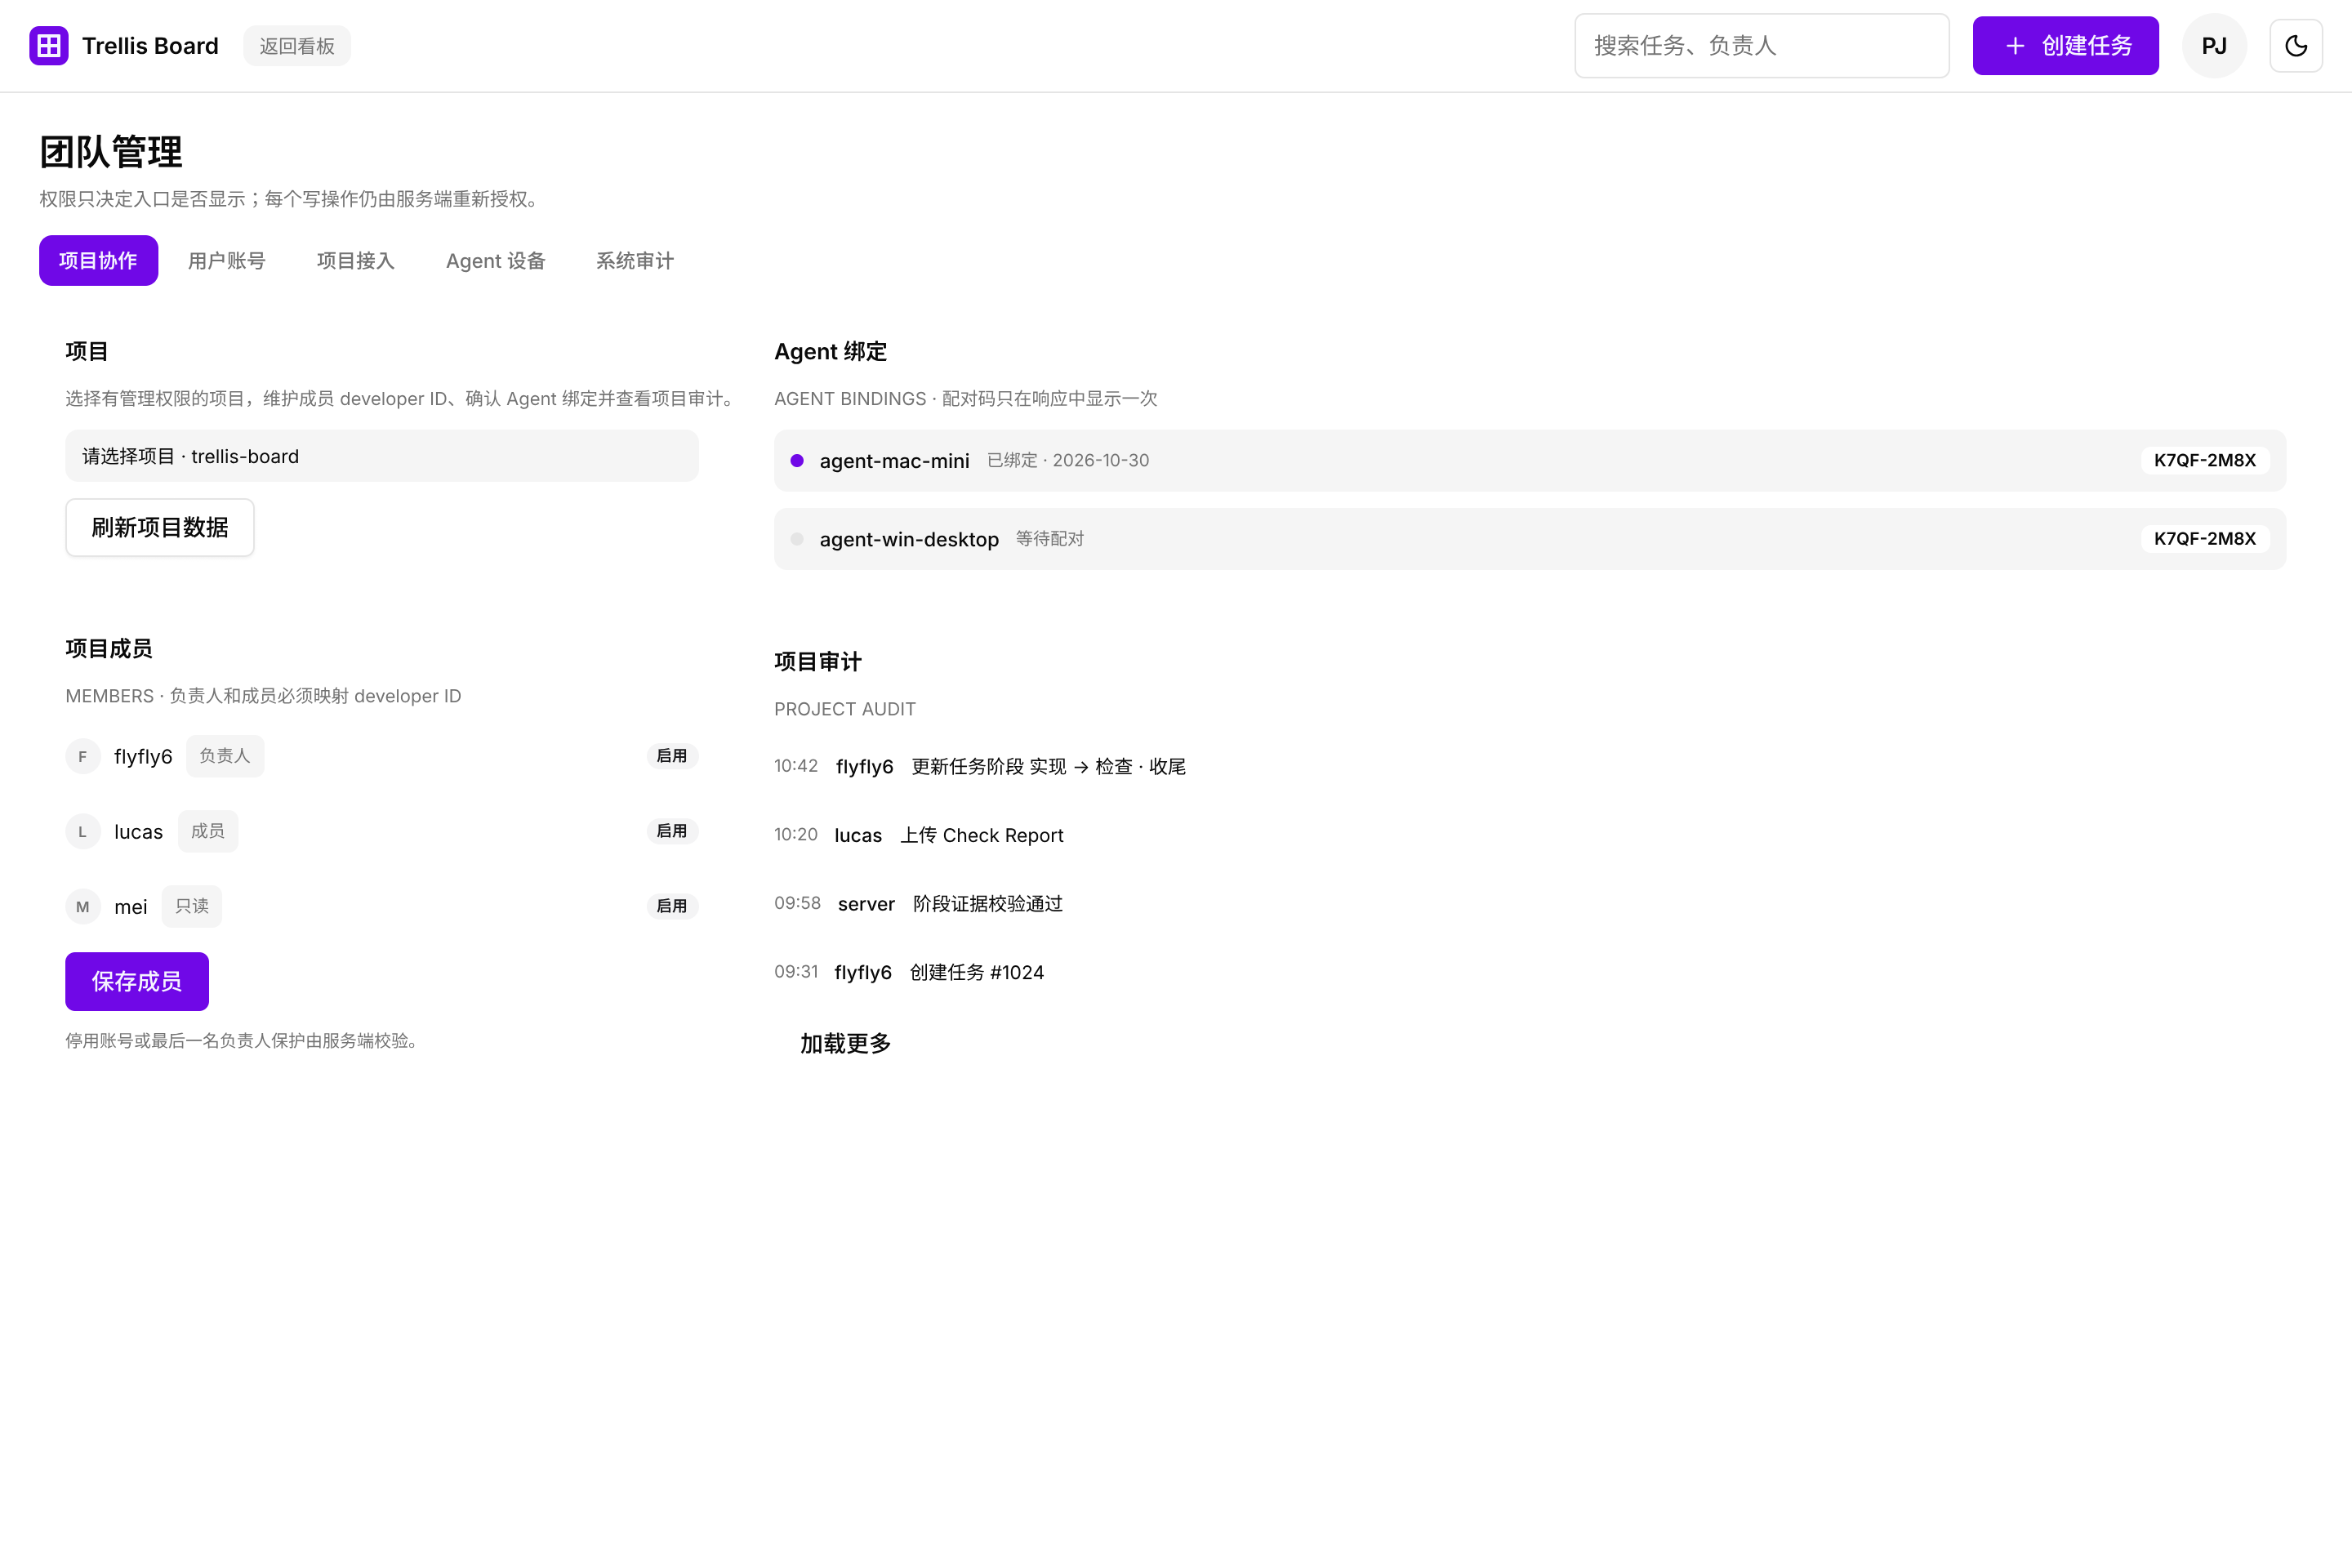 Trellis Board
返回看板
搜索任务、负责人
创建任务
PJ
团队管理
权限只决定入口是否显示；每个写操作仍由服务端重新授权。
项目协作
用户账号
项目接入
Agent 设备
系统审计
项目
选择有管理权限的项目，维护成员 developer ID、确认 Agent 绑定并查看项目审计。
请选择项目 · trellis-board
刷新项目数据
Agent 绑定
AGENT BINDINGS · 配对码只在响应中显示一次
agent-mac-mini 已绑定 · 2026-10-30 K7QF-2M8X
agent-win-desktop 等待配对 K7QF-2M8X
项目成员
MEMBERS · 负责人和成员必须映射 developer ID
F flyfly6 负责人 启用
L lucas 成员 启用
M mei 只读 启用
保存成员
停用账号或最后一名负责人保护由服务端校验。
项目审计
PROJECT AUDIT
10:42 flyfly6 更新任务阶段 实现 → 检查 · 收尾
10:20 lucas 上传 Check Report
09:58 server 阶段证据校验通过
09:31 flyfly6 创建任务 #1024
加载更多